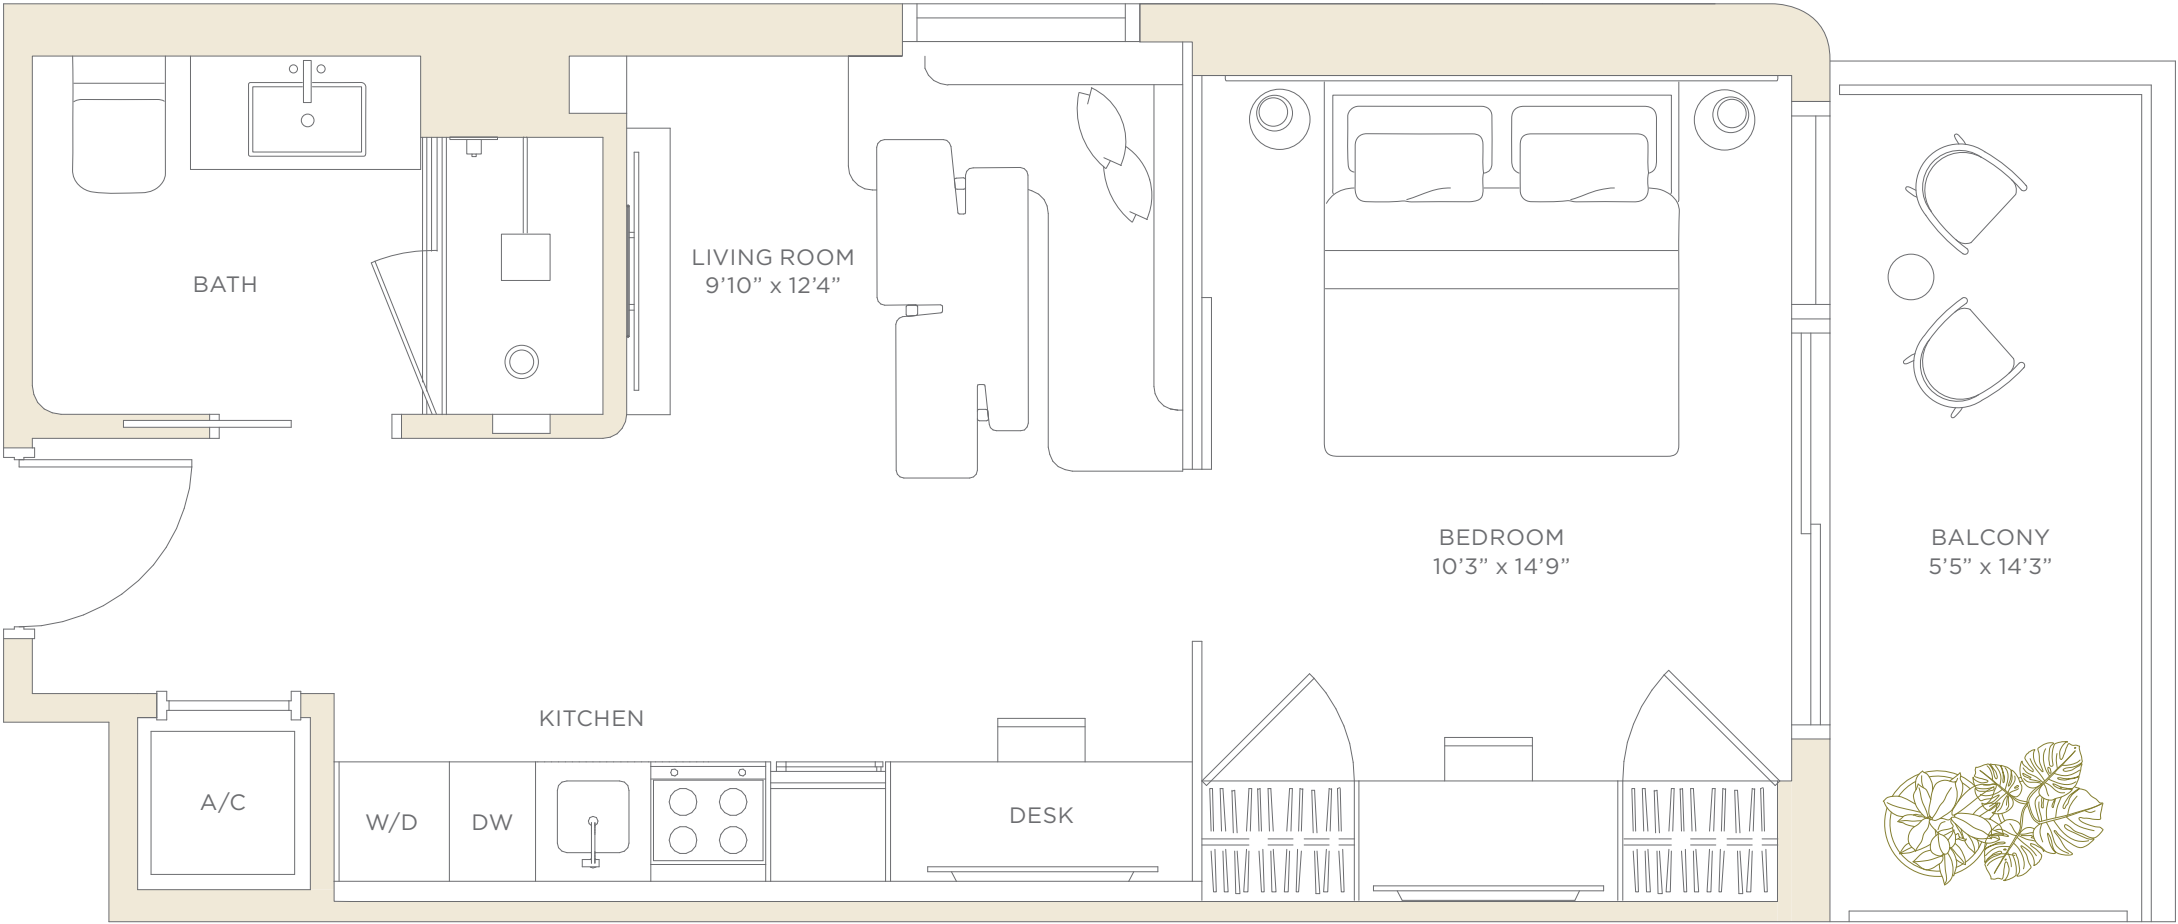 BATH
LIVING ROOM
9’10” x 12’4”
BEDROOM
10’3” x 14’9”
BALCONY
5’5” x 14’3”
KITCHEN
A/C
W/D
DW
DESK